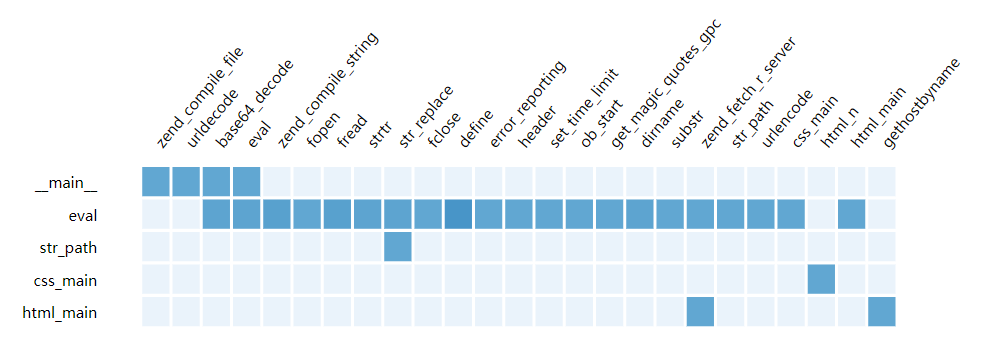 zend_compile_file
urldecode
base64_decode
eval
zend_compile_string
fopen
fread
strtr
str_replace
fclose
define
error_reporting
header
set_time_limit
ob_start
get_magic_quotes_gpc
dirname
substr
zend_fetch_r_server
str_path
urlencode
css_main
html_n
html_main
gethostbyname
__main__
eval
str_path
css_main
html_main